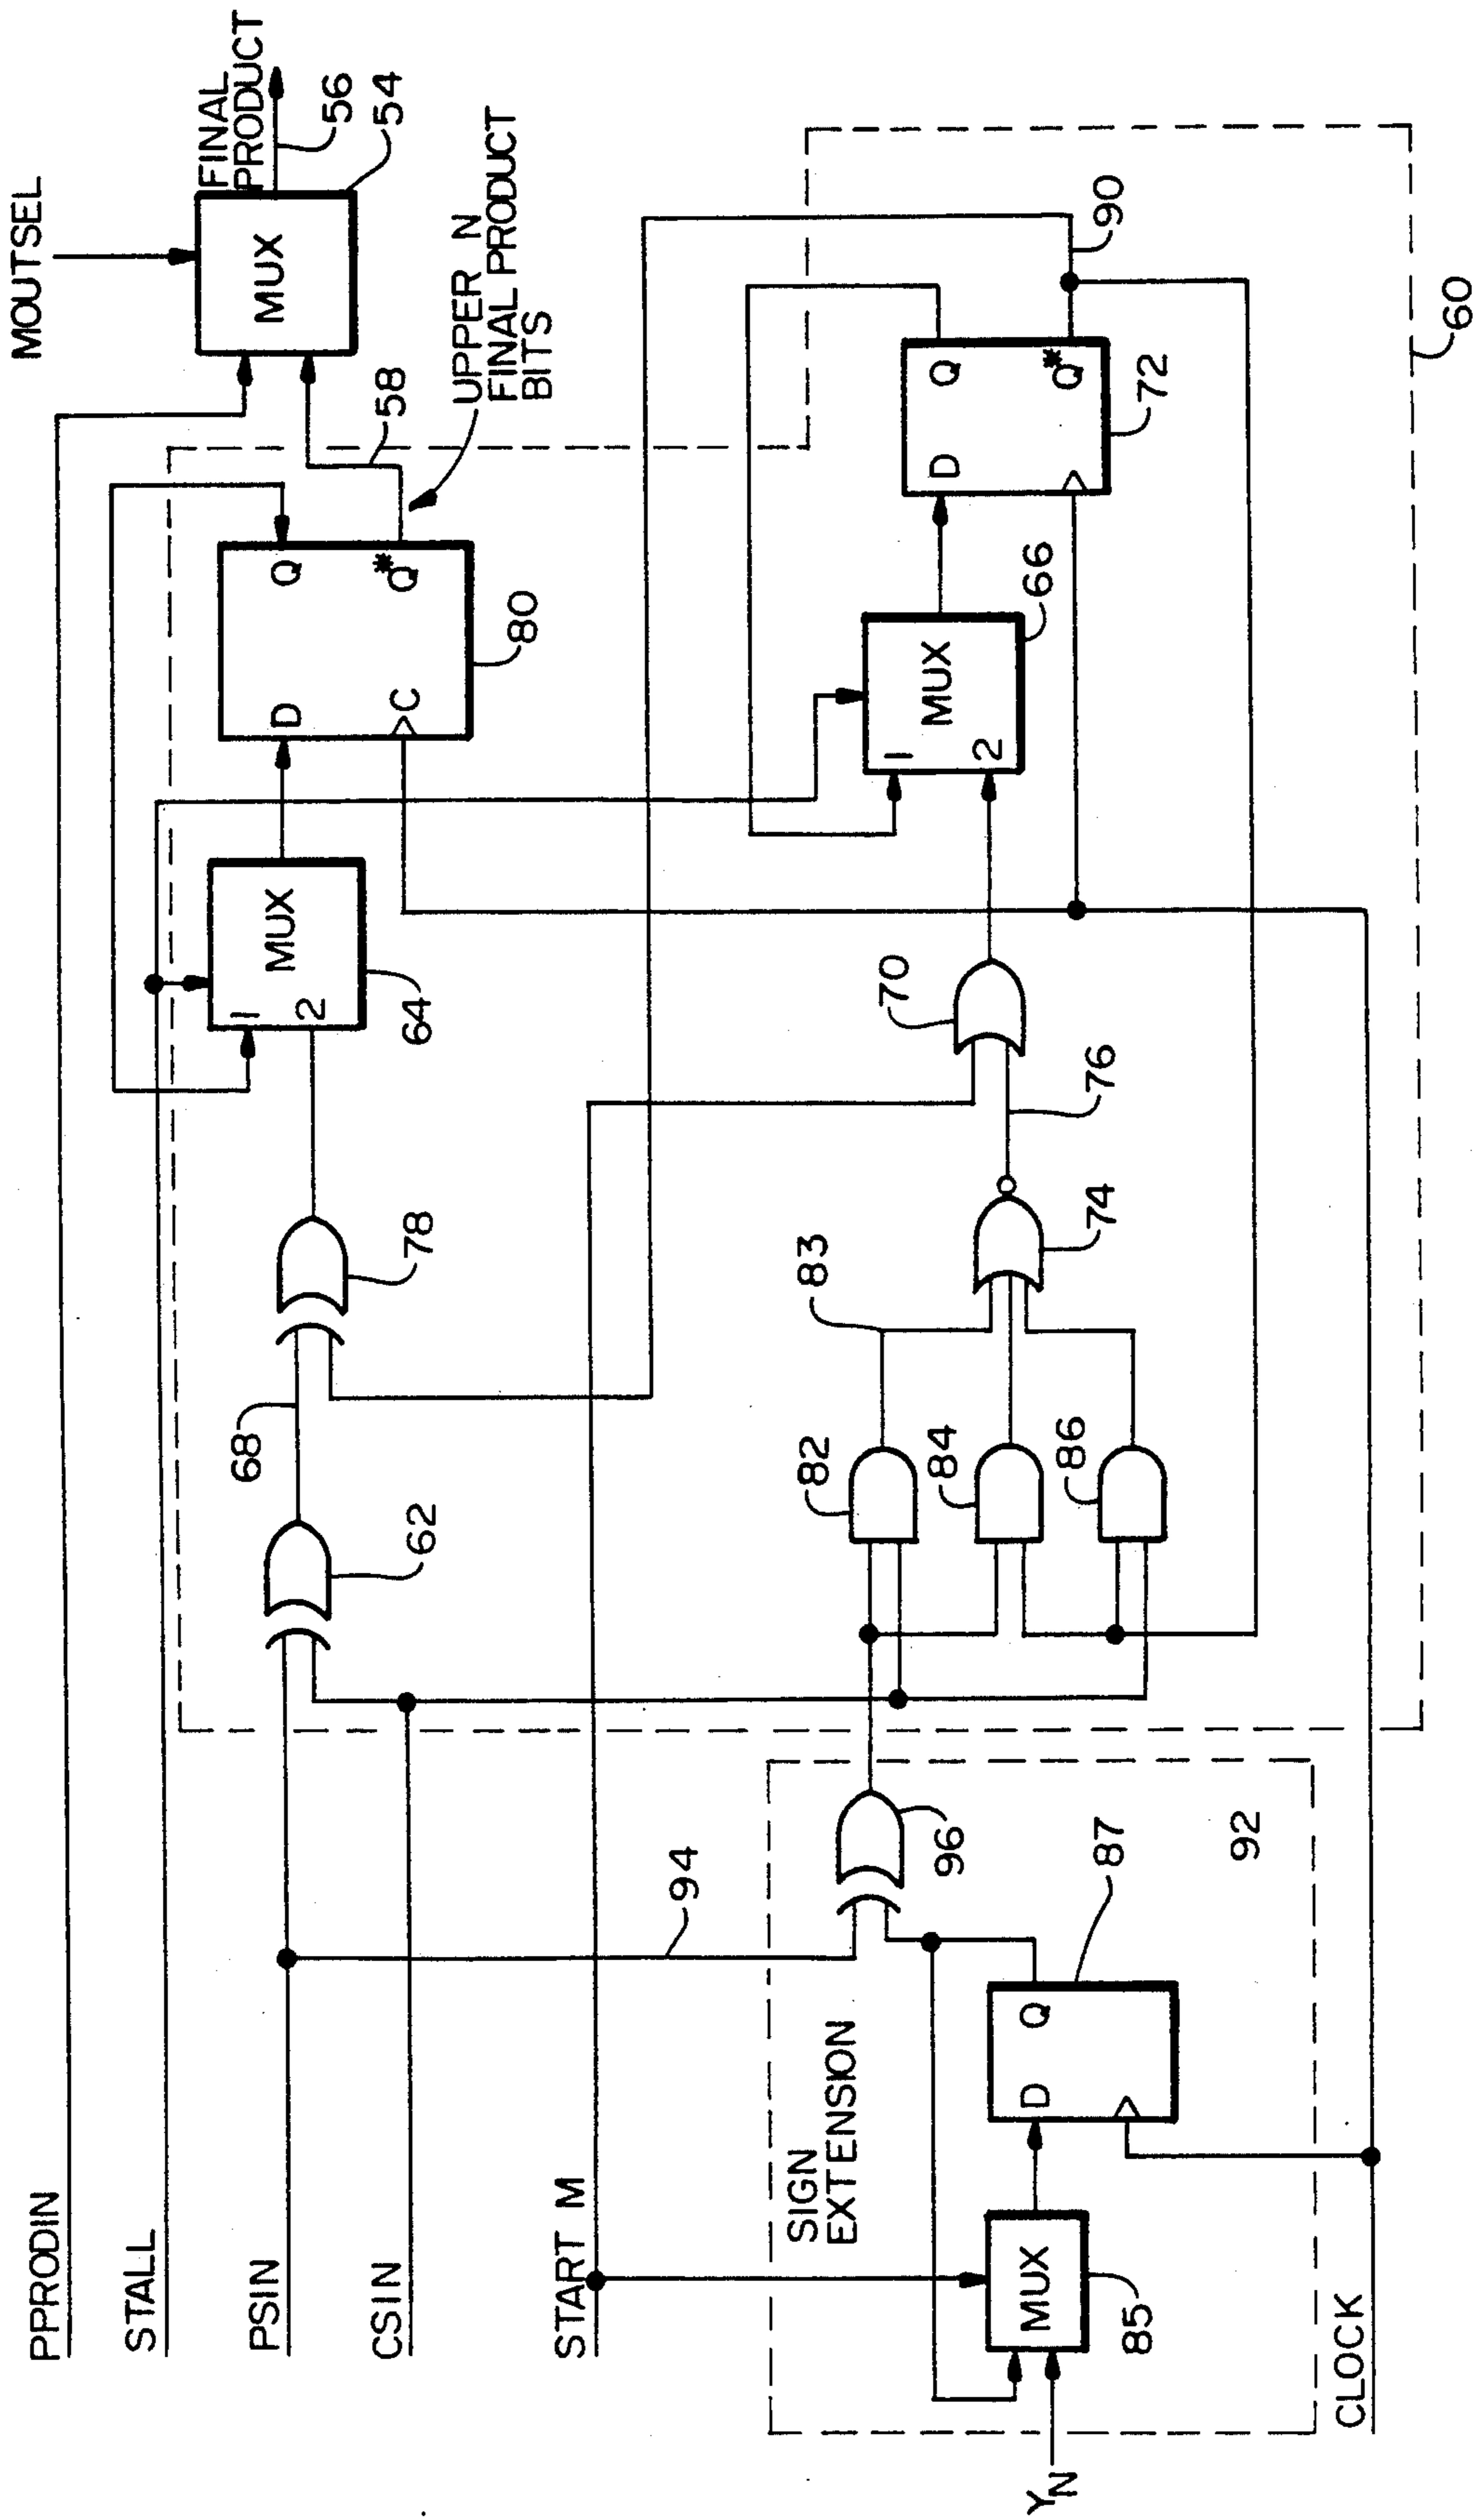 MOUTSEL
FINAL
PRODUCT
MUX
56
54
58
UPPER N
FINAL PRODUCT
BITS
D
Q
C
Q*
80
MUX
1
2
64
78
68
62
PPRODIN
STALL
PSIN
CSIN
START M
94
D
Q
Q*
72
90
60
MUX
1
2
66
70
76
74
83
82
84
86
96
92
87
SIGN
EXTENSION
D
Q
MUX
85
CLOCK
YN